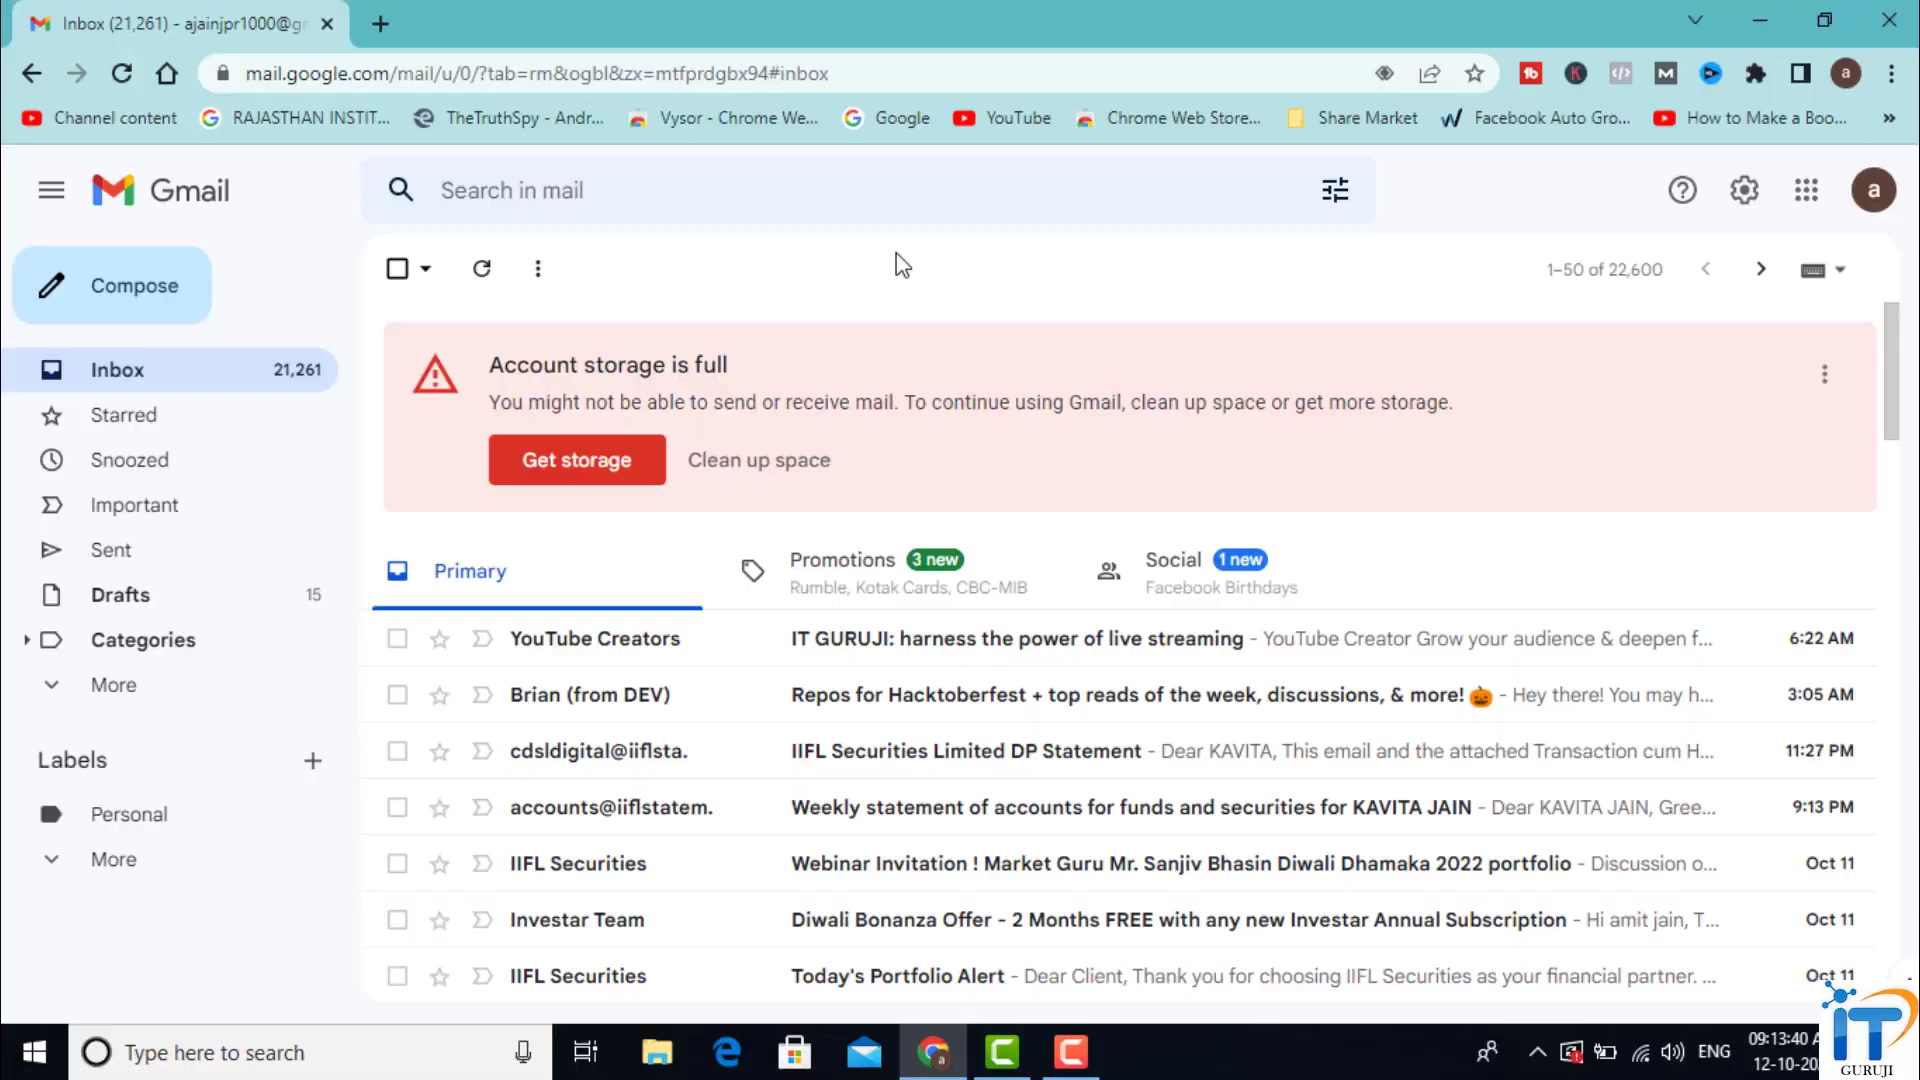 Inbox (21,261) - ajainjpr1000@g
mail.google.com/mail/u/0/?tab=rm&ogbl&zx=mtfprdgbx94#inbox
a
Channel content
RAJASTHAN INSTIT...
TheTruthSpy - Andr...
Vysor - Chrome We...
Google
YouTube
Chrome Web Store...
Share Market
Facebook Auto Gro...
How to Make a Boo...
»
Gmail
Search in mail
a
Compose
1–50 of 22,600
Inbox 21,261
Starred
Snoozed
Important
Sent
Drafts 15
Categories
More
Labels
Personal
More
Account storage is full
You might not be able to send or receive mail. To continue using Gmail, clean up space or get more storage.
Get storage Clean up space
Primary
Promotions 3 new
Rumble, Kotak Cards, CBC-MIB
Social 1 new
Facebook Birthdays
YouTube Creators IT GURUJI: harness the power of live streaming - YouTube Creator Grow your audience & deepen f... 6:22 AM
Brian (from DEV) Repos for Hacktoberfest + top reads of the week, discussions, & more! 🎃 - Hey there! You may h... 3:05 AM
cdsldigital@iiflsta. IIFL Securities Limited DP Statement - Dear KAVITA, This email and the attached Transaction cum H... 11:27 PM
accounts@iiflstatem. Weekly statement of accounts for funds and securities for KAVITA JAIN - Dear KAVITA JAIN, Gree... 9:13 PM
IIFL Securities Webinar Invitation ! Market Guru Mr. Sanjiv Bhasin Diwali Dhamaka 2022 portfolio - Discussion o... Oct 11
Investar Team Diwali Bonanza Offer - 2 Months FREE with any new Investar Annual Subscription - Hi amit jain, T... Oct 11
IIFL Securities Today's Portfolio Alert - Dear Client, Thank you for choosing IIFL Securities as your financial partner. ... Oct 11
Type here to search
ENG
09:13:40
12-10-20
IT
GURUJI